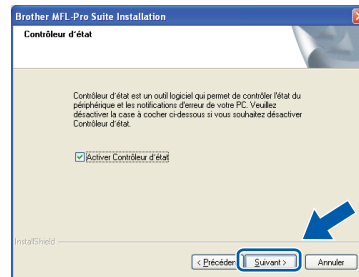 Brother MFL-Pro Suite Installation
Contrôleur d'état
Contrôleur d'état est un outil logiciel qui permet de contrôler l'état du
périphérique et les notifications d'erreur de votre PC. Veuillez
désactiver la case à cocher ci-dessous si vous souhaitez désactiver
Contrôleur d'état.
Activer Contrôleur d'état
InstallShield
< Précéden
Suivant >
Annuler